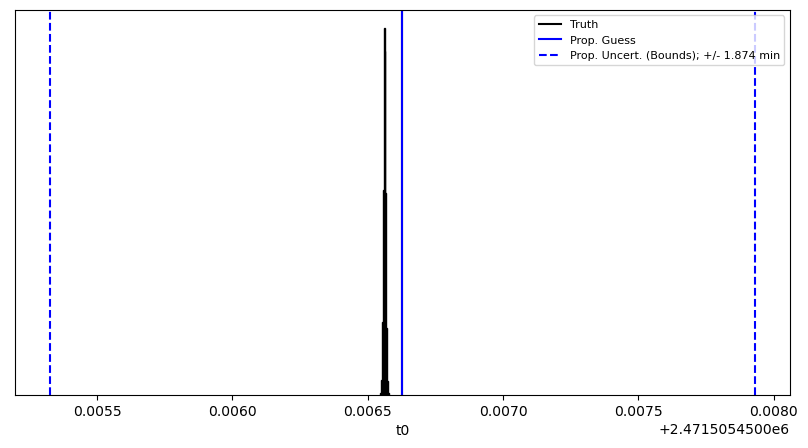 Truth
Prop. Guess
Prop. Uncert. (Bounds); +/- 1.874 min
0.0055 0.0060 0.0065 0.0070 0.0075 0.0080
t0
+2.4715054500e6